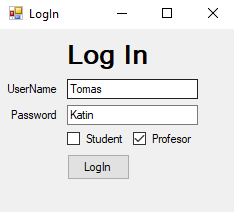 LogIn
Log In
UserName Tomas
Password Katin
Student Profesor
LogIn